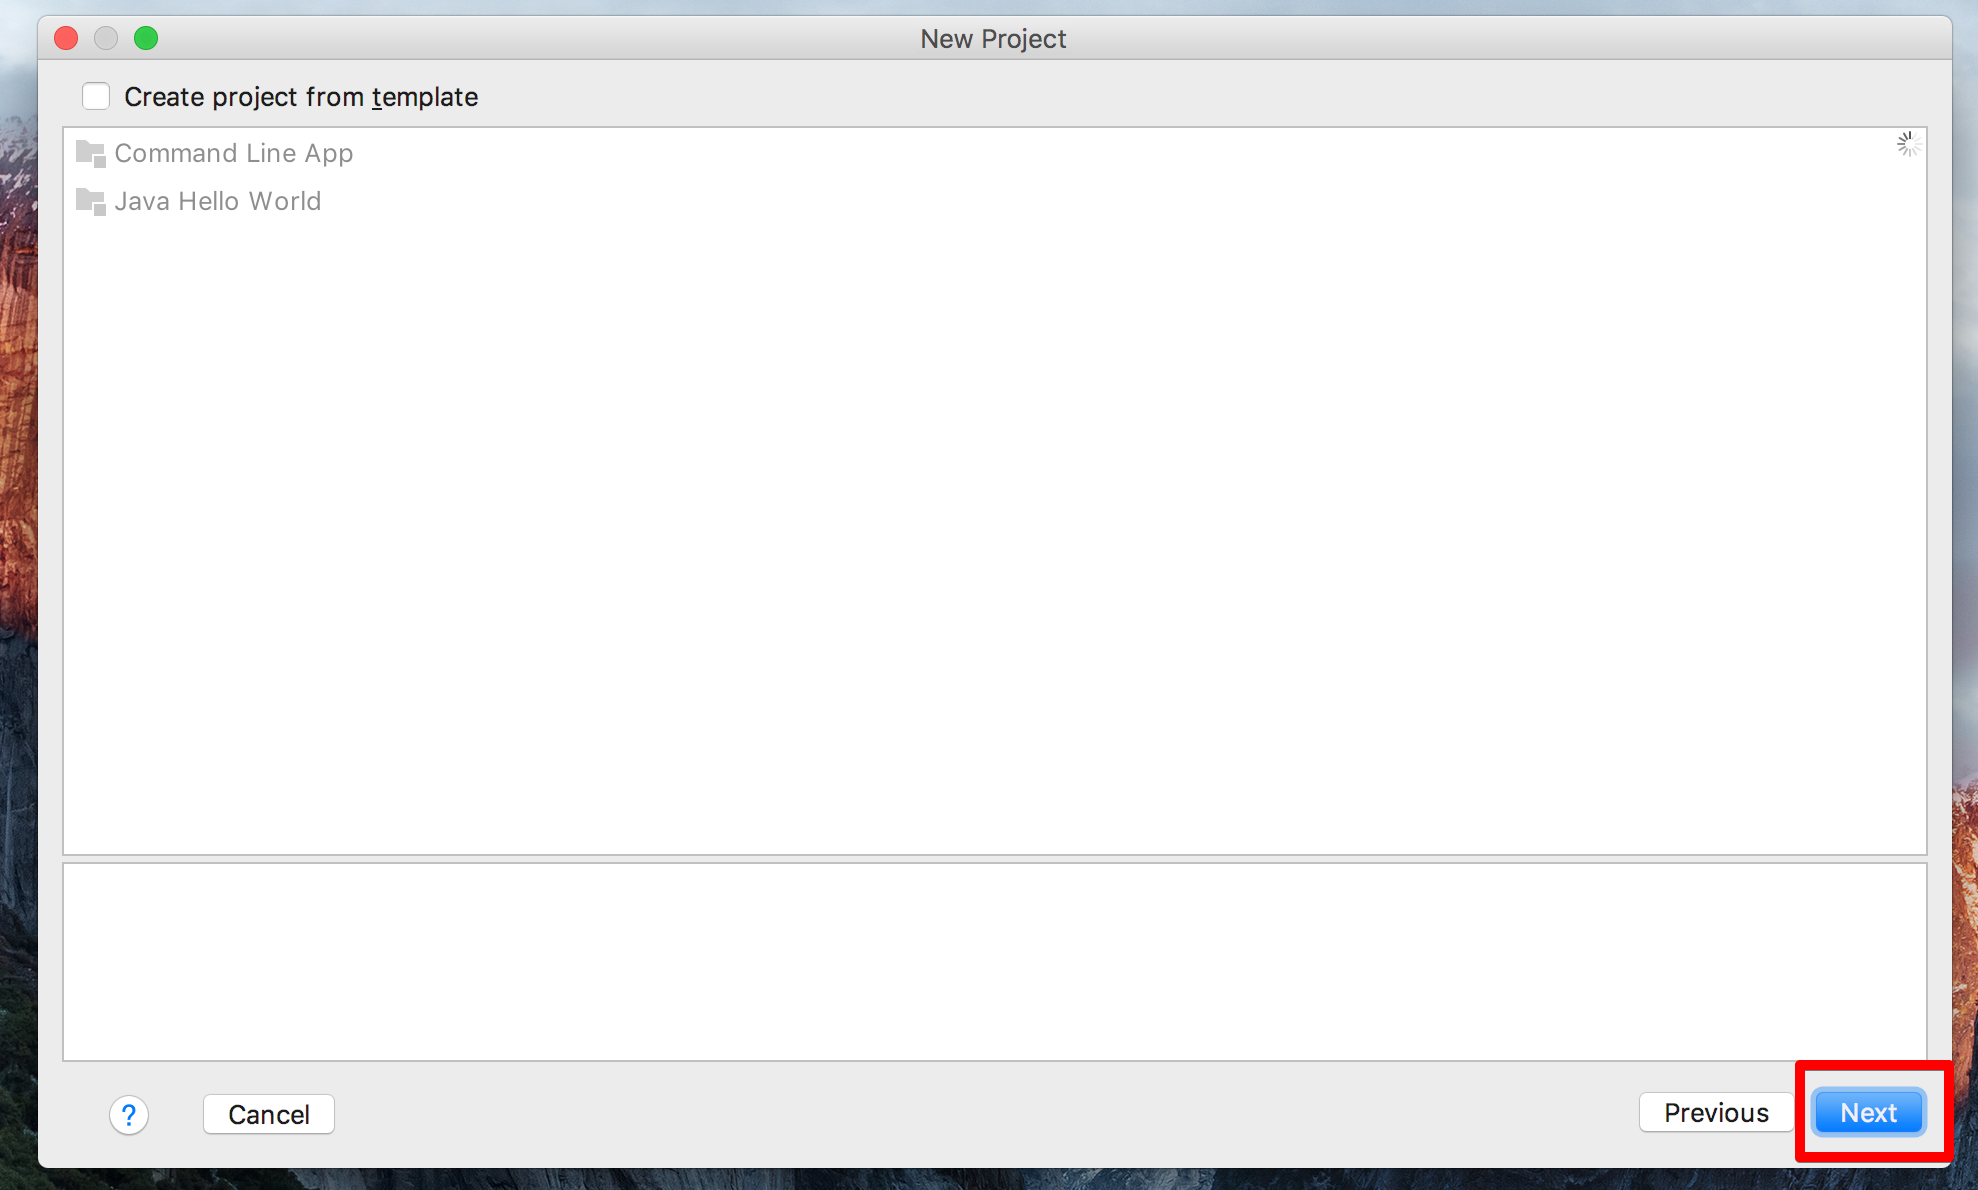 New Project
Create project from template
Command Line App
Java Hello World
?
Cancel
Previous
Next